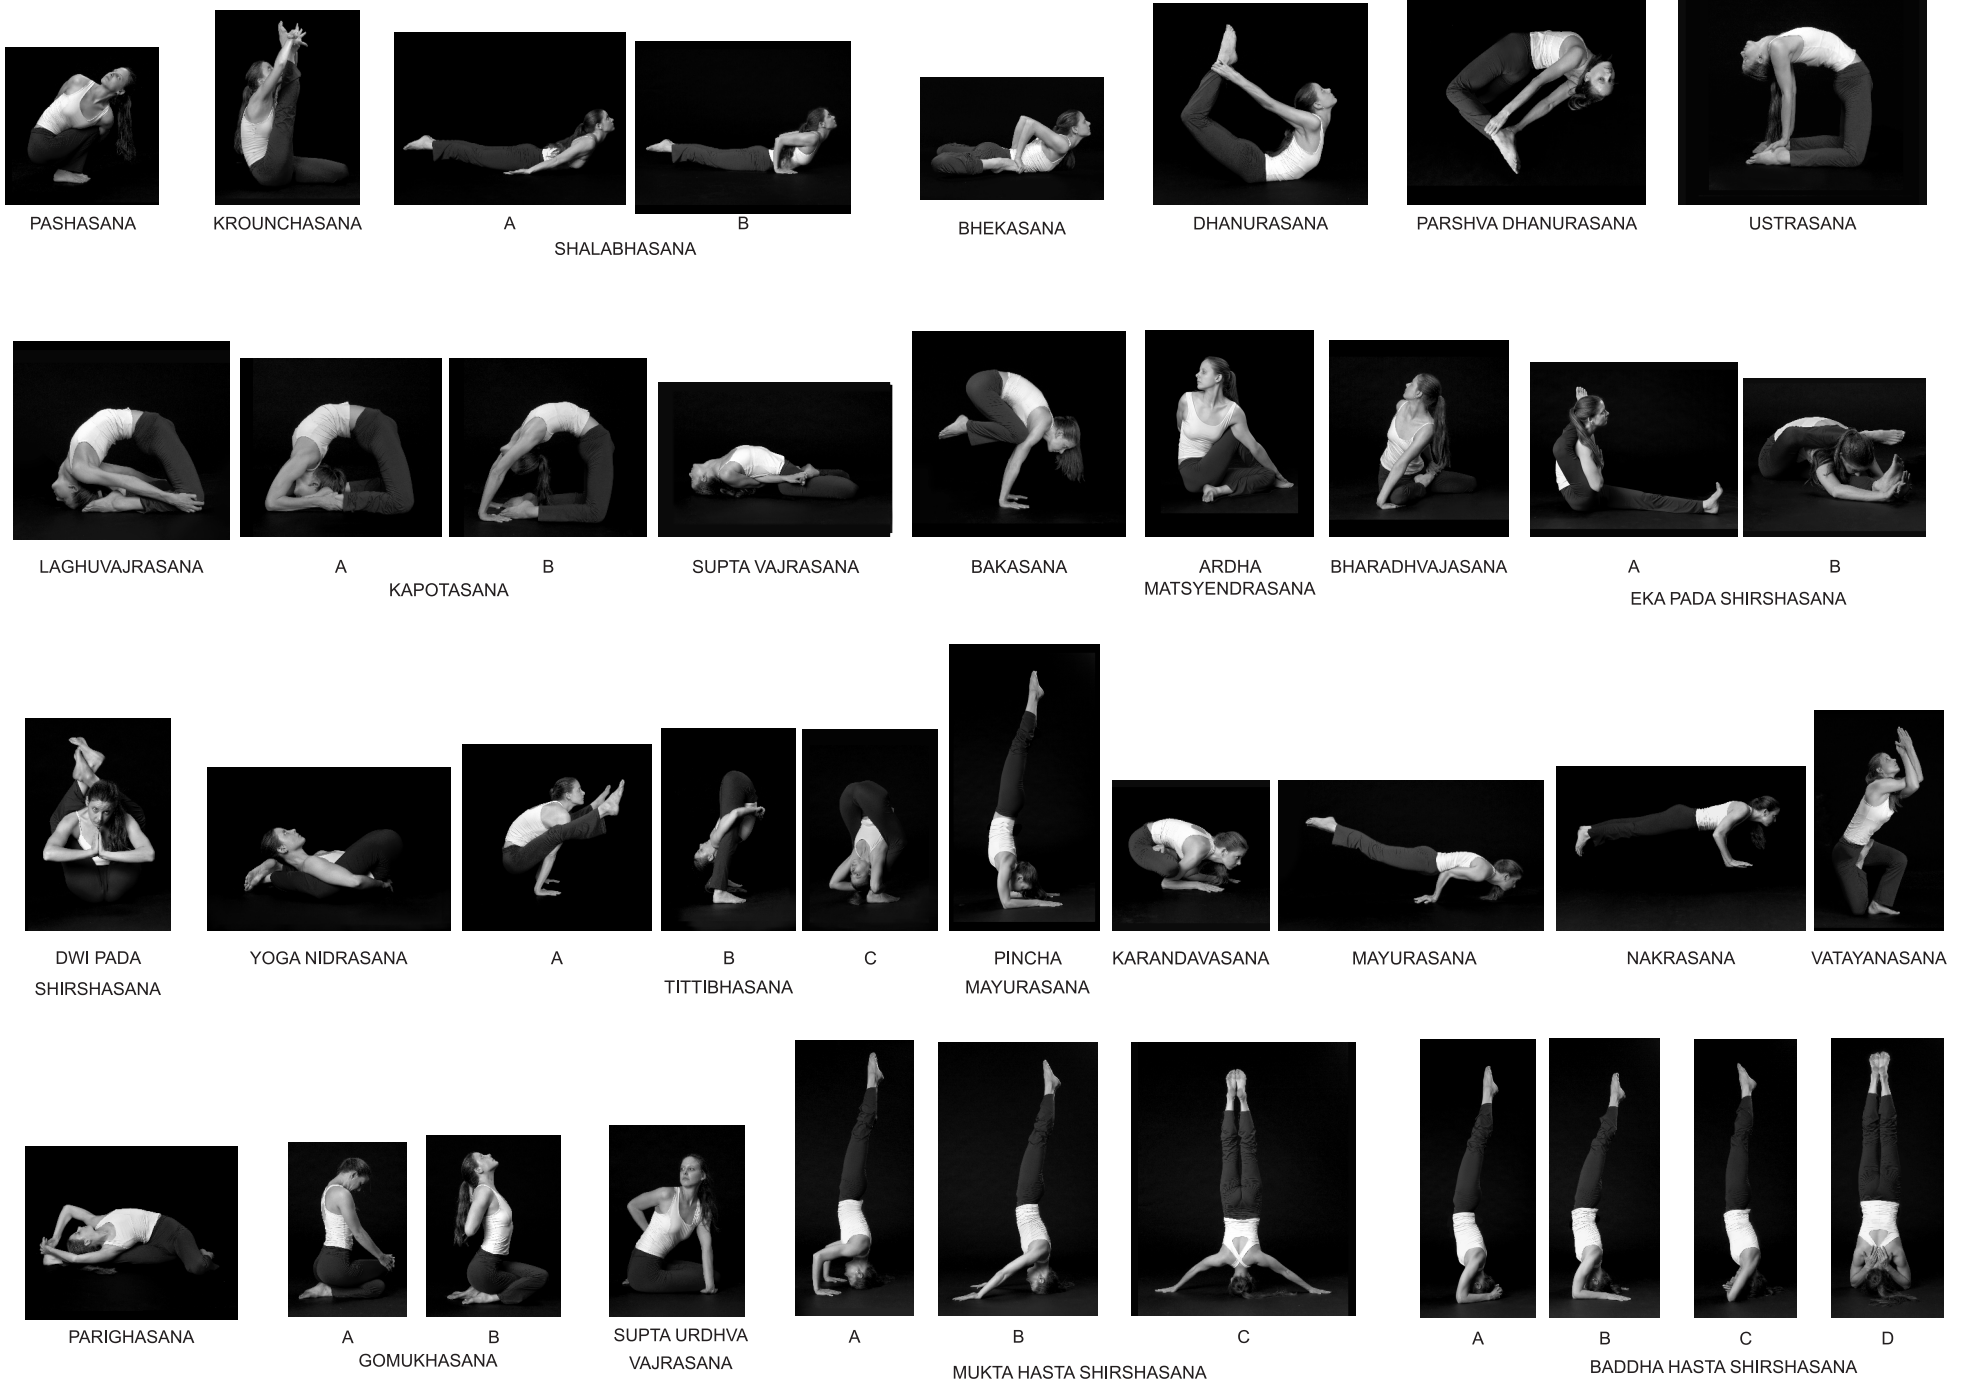 PASHASANA
KROUNCHASANA
A
B
SHALABHASANA
BHEKASANA
DHANURASANA
PARSHVA DHANURASANA
USTRASANA
LAGHUVAJRASANA
A
B
KAPOTASANA
SUPTA VAJRASANA
BAKASANA
ARDHA
MATSYENDRASANA
BHARADHVAJASANA
A
B
EKA PADA SHIRSHASANA
DWI PADA
SHIRSHASANA
YOGA NIDRASANA
A
B
C
TITTIBHASANA
PINCHA
MAYURASANA
KARANDAVASANA
MAYURASANA
NAKRASANA
VATAYANASANA
PARIGHASANA
A
B
GOMUKHASANA
SUPTA URDHVA
VAJRASANA
A
B
C
MUKTA HASTA SHIRSHASANA
A
B
C
D
BADDHA HASTA SHIRSHASANA